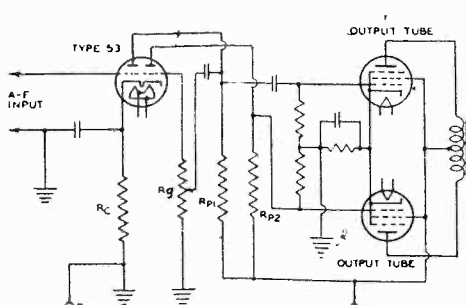 OUTPUT TUBE
TYPE 53
A-F
INPUT
RC
Rg
RP1
RP2
OUTPUT TUBE